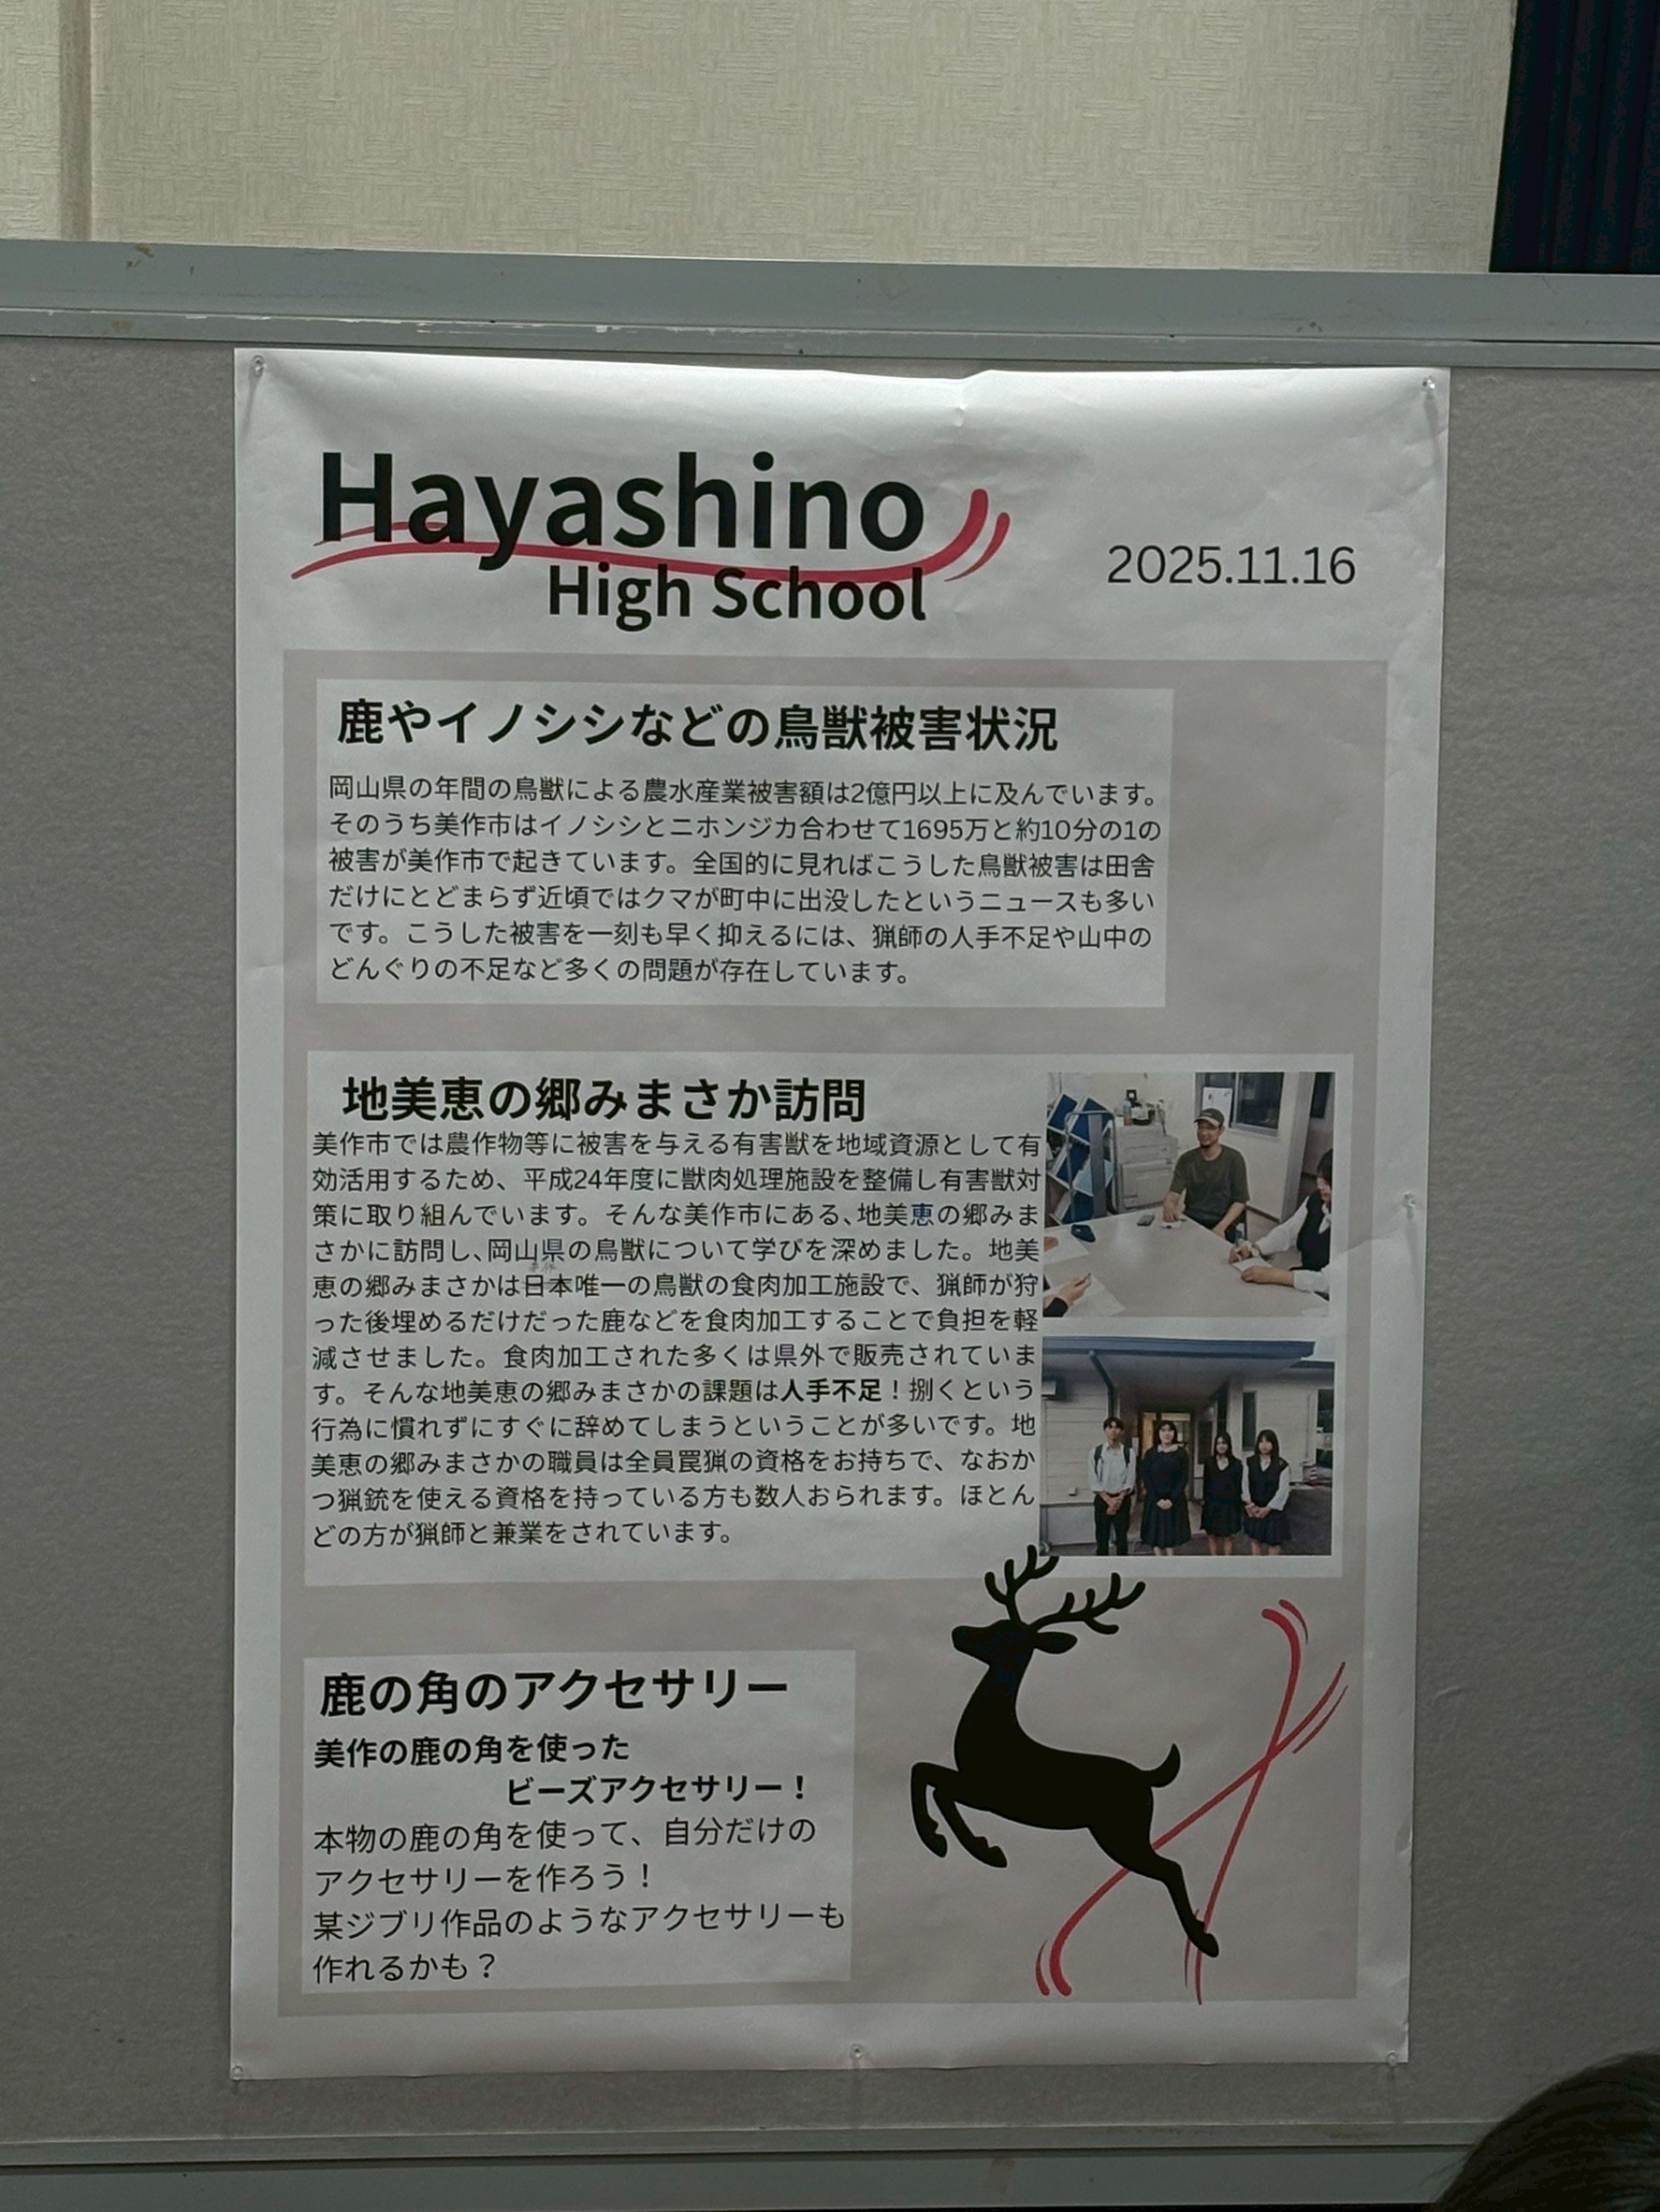 Hayashino
High School
2025.11.16
鹿やイノシシなどの鳥獣被害状況
岡山県の年間の鳥獣による農水産業被害額は2億円以上に及んでいます。
そのうち美作市はイノシシとニホンジカ合わせて1695万と約10分の1の
被害が美作市で起きています。全国的に見ればこうした鳥獣被害は田舎
だけにとどまらず近頃ではクマが町中に出没したというニュースも多い
です。こうした被害を一刻も早く抑えるには、猟師の人手不足や山中の
どんぐりの不足など多くの問題が存在しています。
地美恵の郷みまさか訪問
美作市では農作物等に被害を与える有害獣を地域資源として有
効活用するため、平成24年度に獣肉処理施設を整備し有害獣対
策に取り組んでいます。そんな美作市にある、地美恵の郷みま
さかに訪問し、岡山県の鳥獣について学びを深めました。地美
恵の郷みまさかは日本唯一の鳥獣の食肉加工施設で、猟師が狩
った後埋めるだけだった鹿などを食肉加工することで負担を軽
減させました。食肉加工された多くは県外で販売されていま
す。そんな地美恵の郷みまさかの課題は人手不足！捌くという
行為に慣れずにすぐに辞めてしまうということが多いです。地
美恵の郷みまさかの職員は全員罠猟の資格をお持ちで、なおか
つ猟銃を使える資格を持っている方も数人おられます。ほとん
どの方が猟師と兼業をされています。
鹿の角のアクセサリー
美作の鹿の角を使った
ビーズアクセサリー！
本物の鹿の角を使って、自分だけの
アクセサリーを作ろう！
某ジブリ作品のようなアクセサリーも
作れるかも？